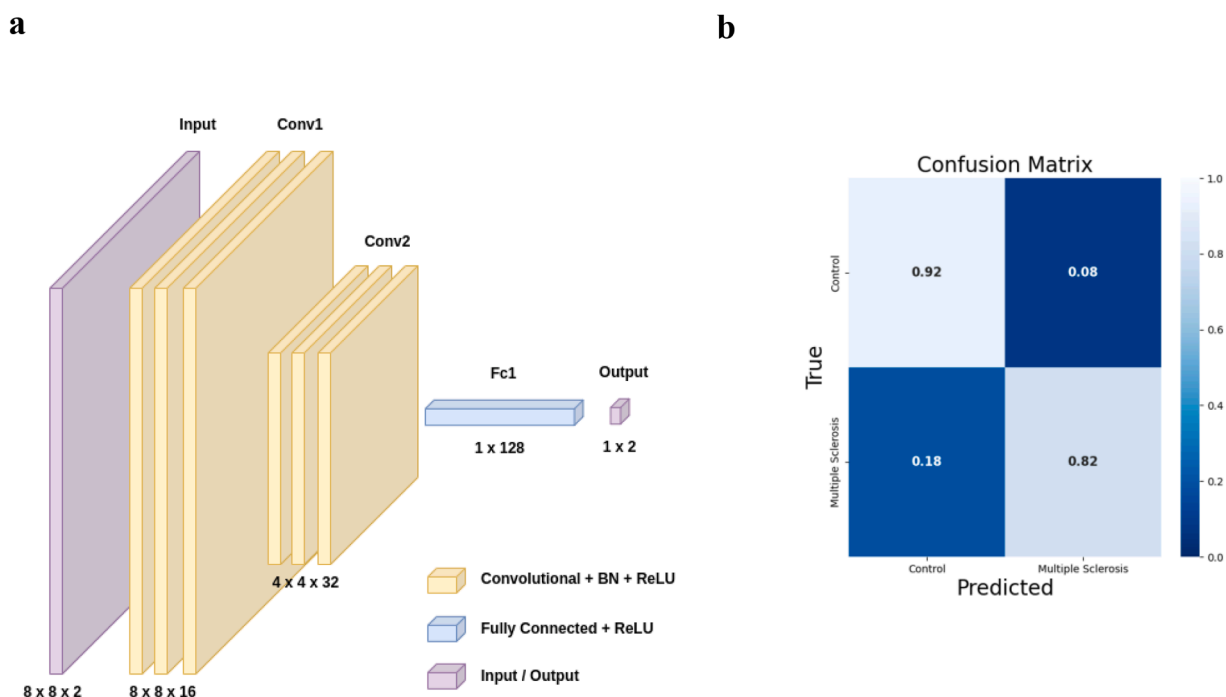 a
Input
Conv1
Conv2
Fc1
Output
1 x 128
1 x 2
4 x 4 x 32
8 x 8 x 2
8 x 8 x 16
Convolutional + BN + ReLU
Fully Connected + ReLU
Input / Output
b
Confusion Matrix
True
Control
Multiple Sclerosis
0.92
0.08
0.18
0.82
Control
Multiple Sclerosis
Predicted
1.0
0.8
0.6
0.4
0.2
0.0